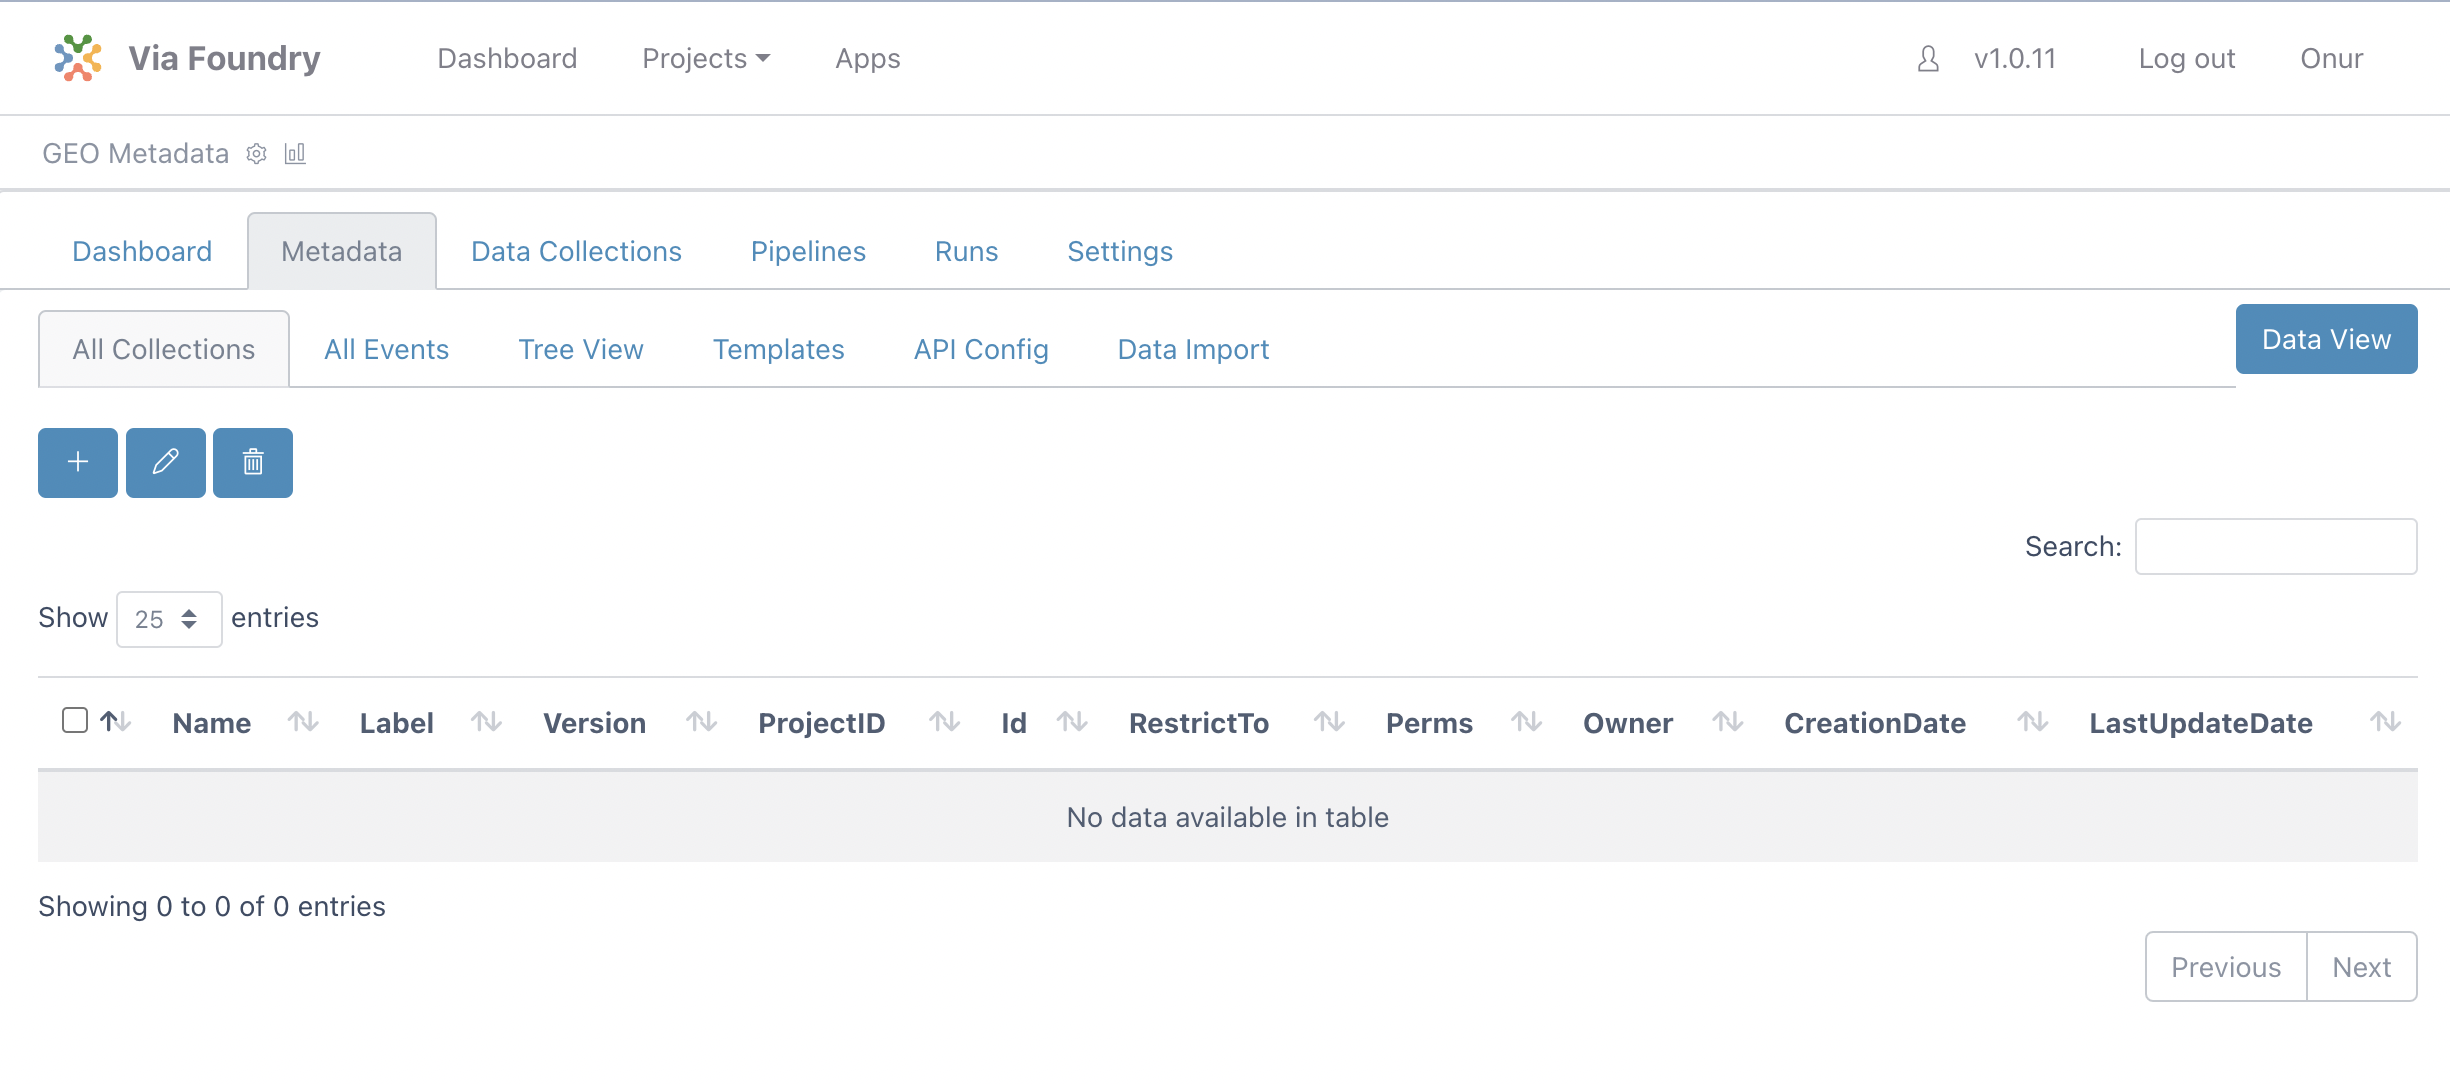 Via Foundry Dashboard Projects Apps v1.0.11 Log out Onur
GEO Metadata
Dashboard Metadata Data Collections Pipelines Runs Settings
All Collections All Events Tree View Templates API Config Data Import Data View
Search:
Show 25 entries
Name Label Version ProjectID Id RestrictTo Perms Owner CreationDate LastUpdateDate
No data available in table
Showing 0 to 0 of 0 entries
Previous Next